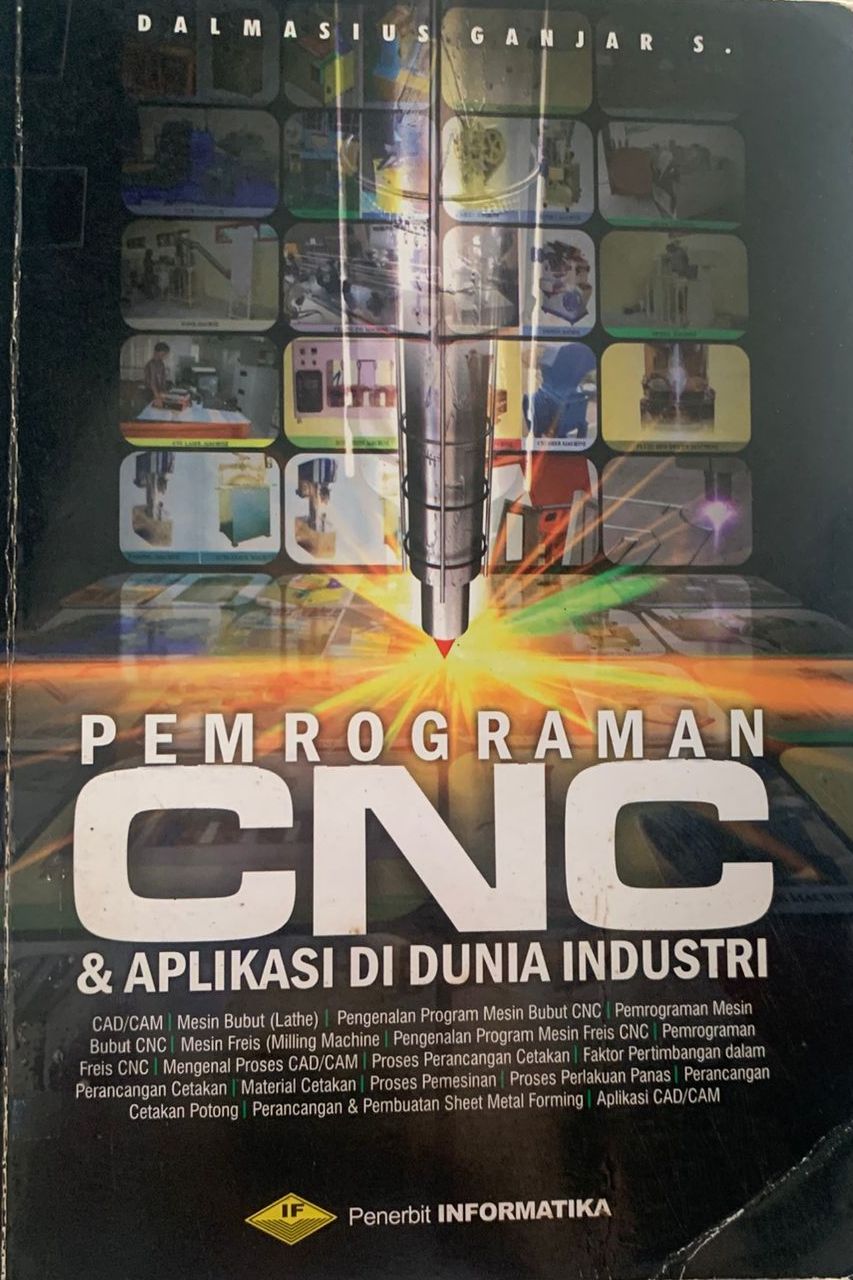 DALMASIUS GANJAR S.
PEMROGRAMAN
CNC
& APLIKASI DI DUNIA INDUSTRI
CAD/CAM | Mesin Bubut (Lathe) | Pengenalan Program Mesin Bubut CNC | Pemrograman Mesin
Bubut CNC | Mesin Freis (Milling Machine | Pengenalan Program Mesin Freis CNC | Pemrograman
Freis CNC | Mengenal Proses CAD/CAM | Proses Perancangan Cetakan | Faktor Pertimbangan dalam
Perancangan Cetakan | Material Cetakan | Proses Pemesinan | Proses Perlakuan Panas | Perancangan
Cetakan Potong | Perancangan & Pembuatan Sheet Metal Forming | Aplikasi CAD/CAM
IF Penerbit INFORMATIKA